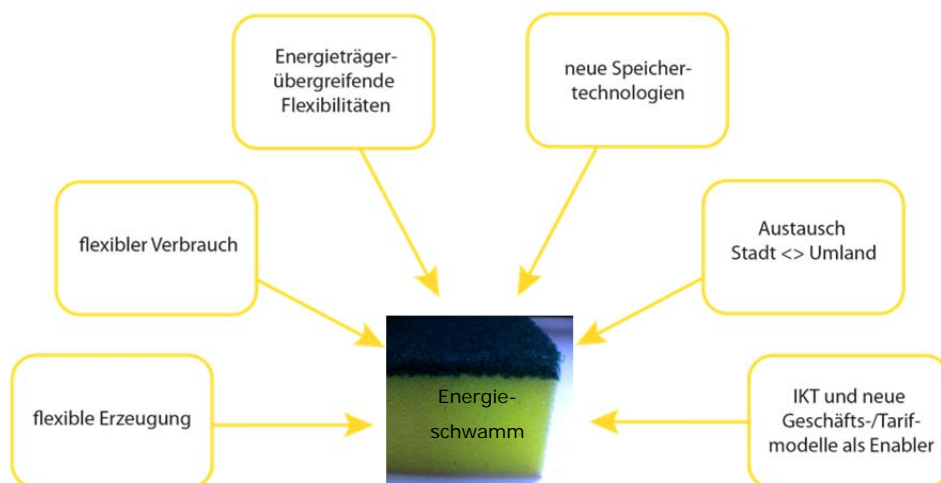 Energieträger-
übergreifende
Flexibilitäten
neue Speicher-
technologien
flexibler Verbrauch
Austausch
Stadt <> Umland
flexible Erzeugung
Energie-
schwamm
IKT und neue
Geschäfts-/Tarif-
modelle als Enabler